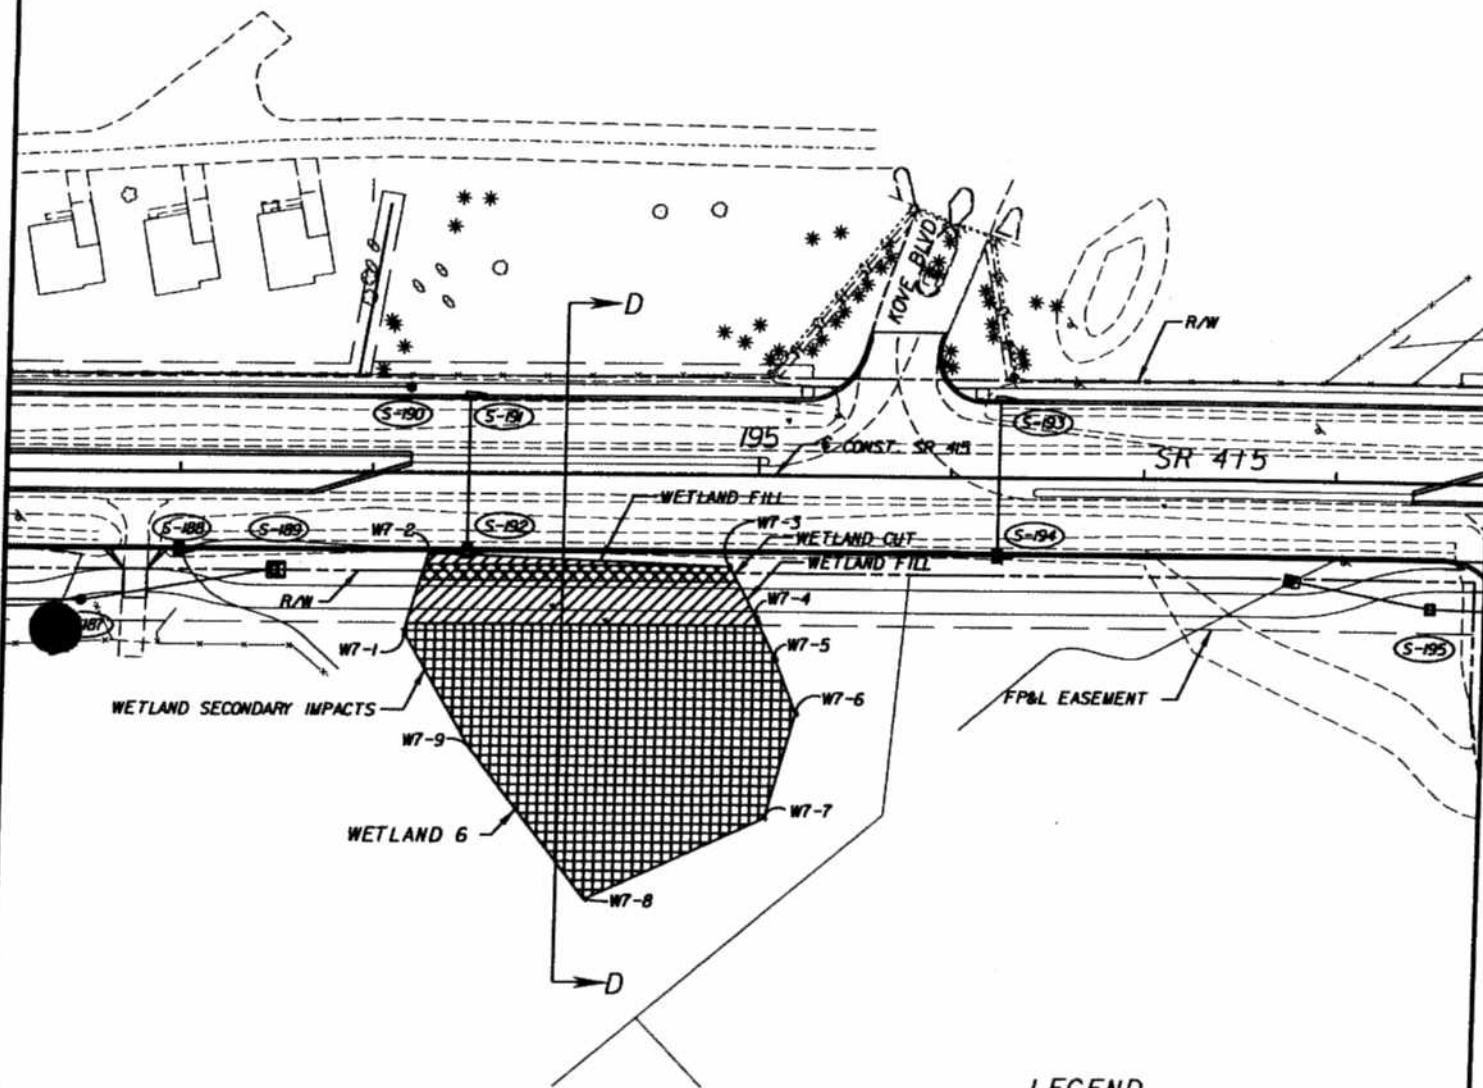 KOVE BLVD
D
R/W
S-190
S-191
S-193
195
℄ CONST. SR 415
SR 415
WETLAND FILL
S-188
S-189
W7-2
S-192
W7-3
S-194
WETLAND CUT
WETLAND FILL
R/W
W7-4
W7-1
W7-5
S-195
WETLAND SECONDARY IMPACTS
W7-6
FP&L EASEMENT
W7-9
W7-7
WETLAND 6
W7-8
D
LEGEND